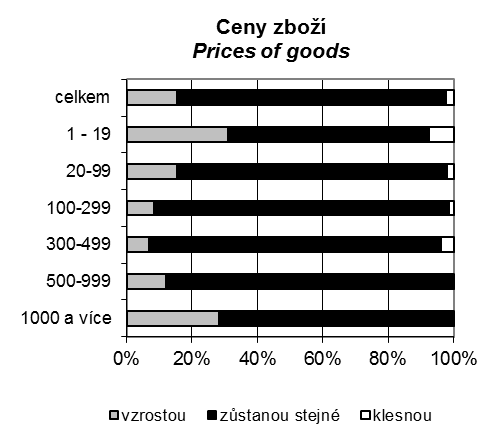 Ceny zboží
Prices of goods
celkem
1 - 19
20-99
100-299
300-499
500-999
1000 a více
0% 20% 40% 60% 80% 100%
vzrostou zůstanou stejné klesnou